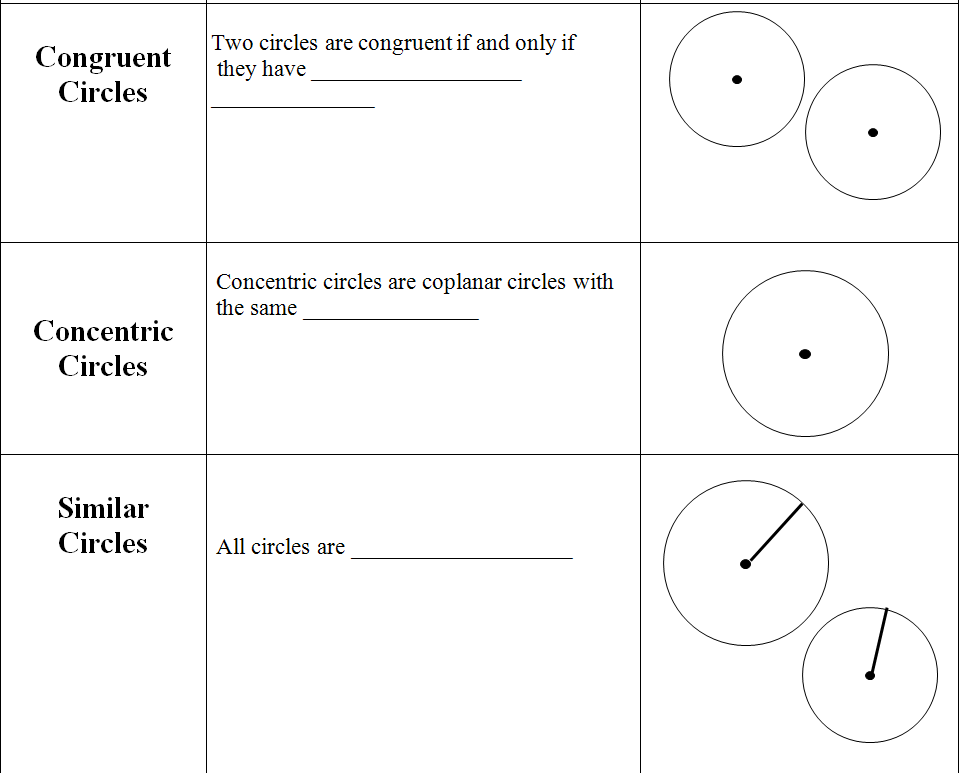 Congruent
Circles
Two circles are congruent if and only if
they have ___________________
_______________
Concentric
Circles
Concentric circles are coplanar circles with
the same ________________
Similar
Circles
All circles are ____________________